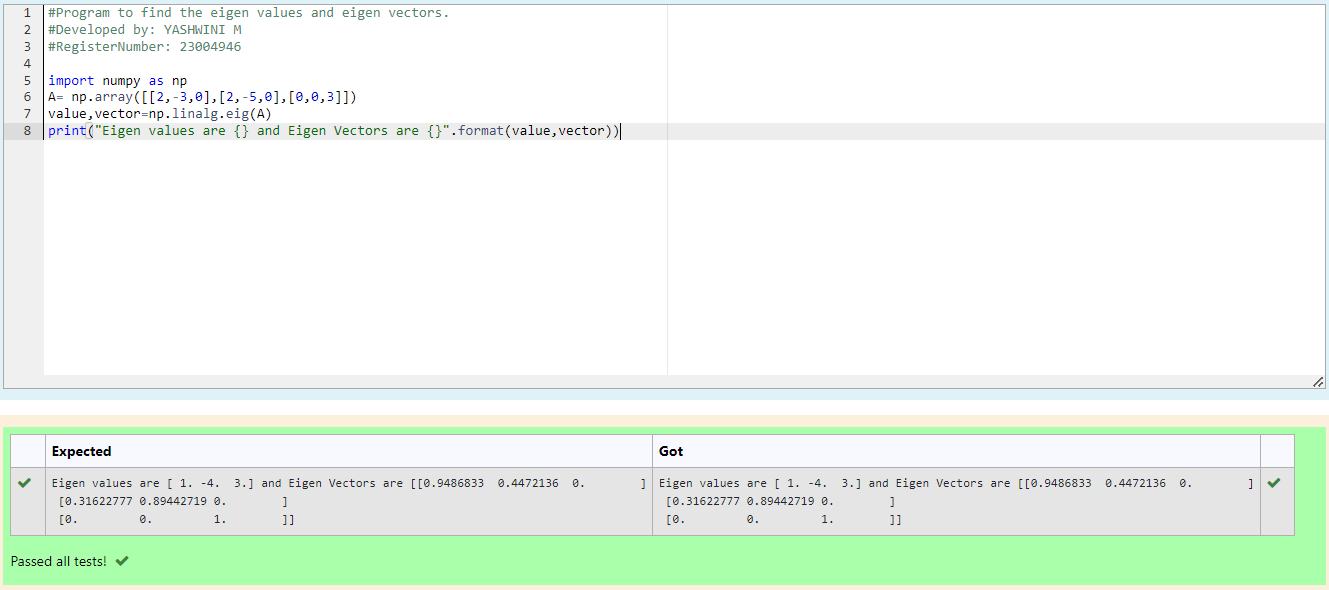 1 #Program to find the eigen values and eigen vectors.
2 #Developed by: YASHWINI M
3 #RegisterNumber: 23004946
4
5 import numpy as np
6 A= np.array([[2,-3,0],[2,-5,0],[0,0,3]])
7 value,vector=np.linalg.eig(A)
8 print("Eigen values are {} and Eigen Vectors are {}".format(value,vector))
Expected Got
Eigen values are [ 1. -4.  3.] and Eigen Vectors are [[0.9486833  0.4472136  0.        ] Eigen values are [ 1. -4.  3.] and Eigen Vectors are [[0.9486833  0.4472136  0.        ]
[0.31622777 0.89442719 0.        ] [0.31622777 0.89442719 0.        ]
[0.         0.         1.        ]] [0.         0.         1.        ]]
Passed all tests!